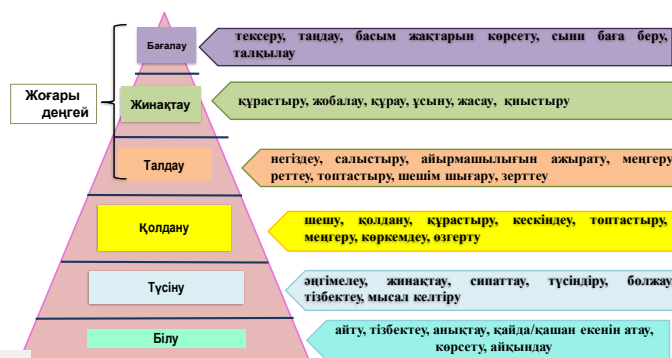 Бағалау
тексеру, таңдау, басым жақтарын көрсету, сыни баға беру,
талқылау
Жоғары
деңгей
Жинақтау
құрастыру, жобалау, құрау, ұсыну, жасау, қиыстыру
Талдау
негіздеу, салыстыру, айырмашылығын ажырату, меңгеру
реттеу, топтастыру, шешім шығару, зерттеу
Қолдану
шешу, қолдану, құрастыру, кескіндеу, топтастыру,
меңгеру, көркемдеу, өзгерту
Түсіну
әңгімелеу, жинақтау, сипаттау, түсіндіру, болжау
тізбектеу, мысал келтіру
Білу
айту, тізбектеу, анықтау, қайда/қашан екенін атау,
көрсету, айқындау